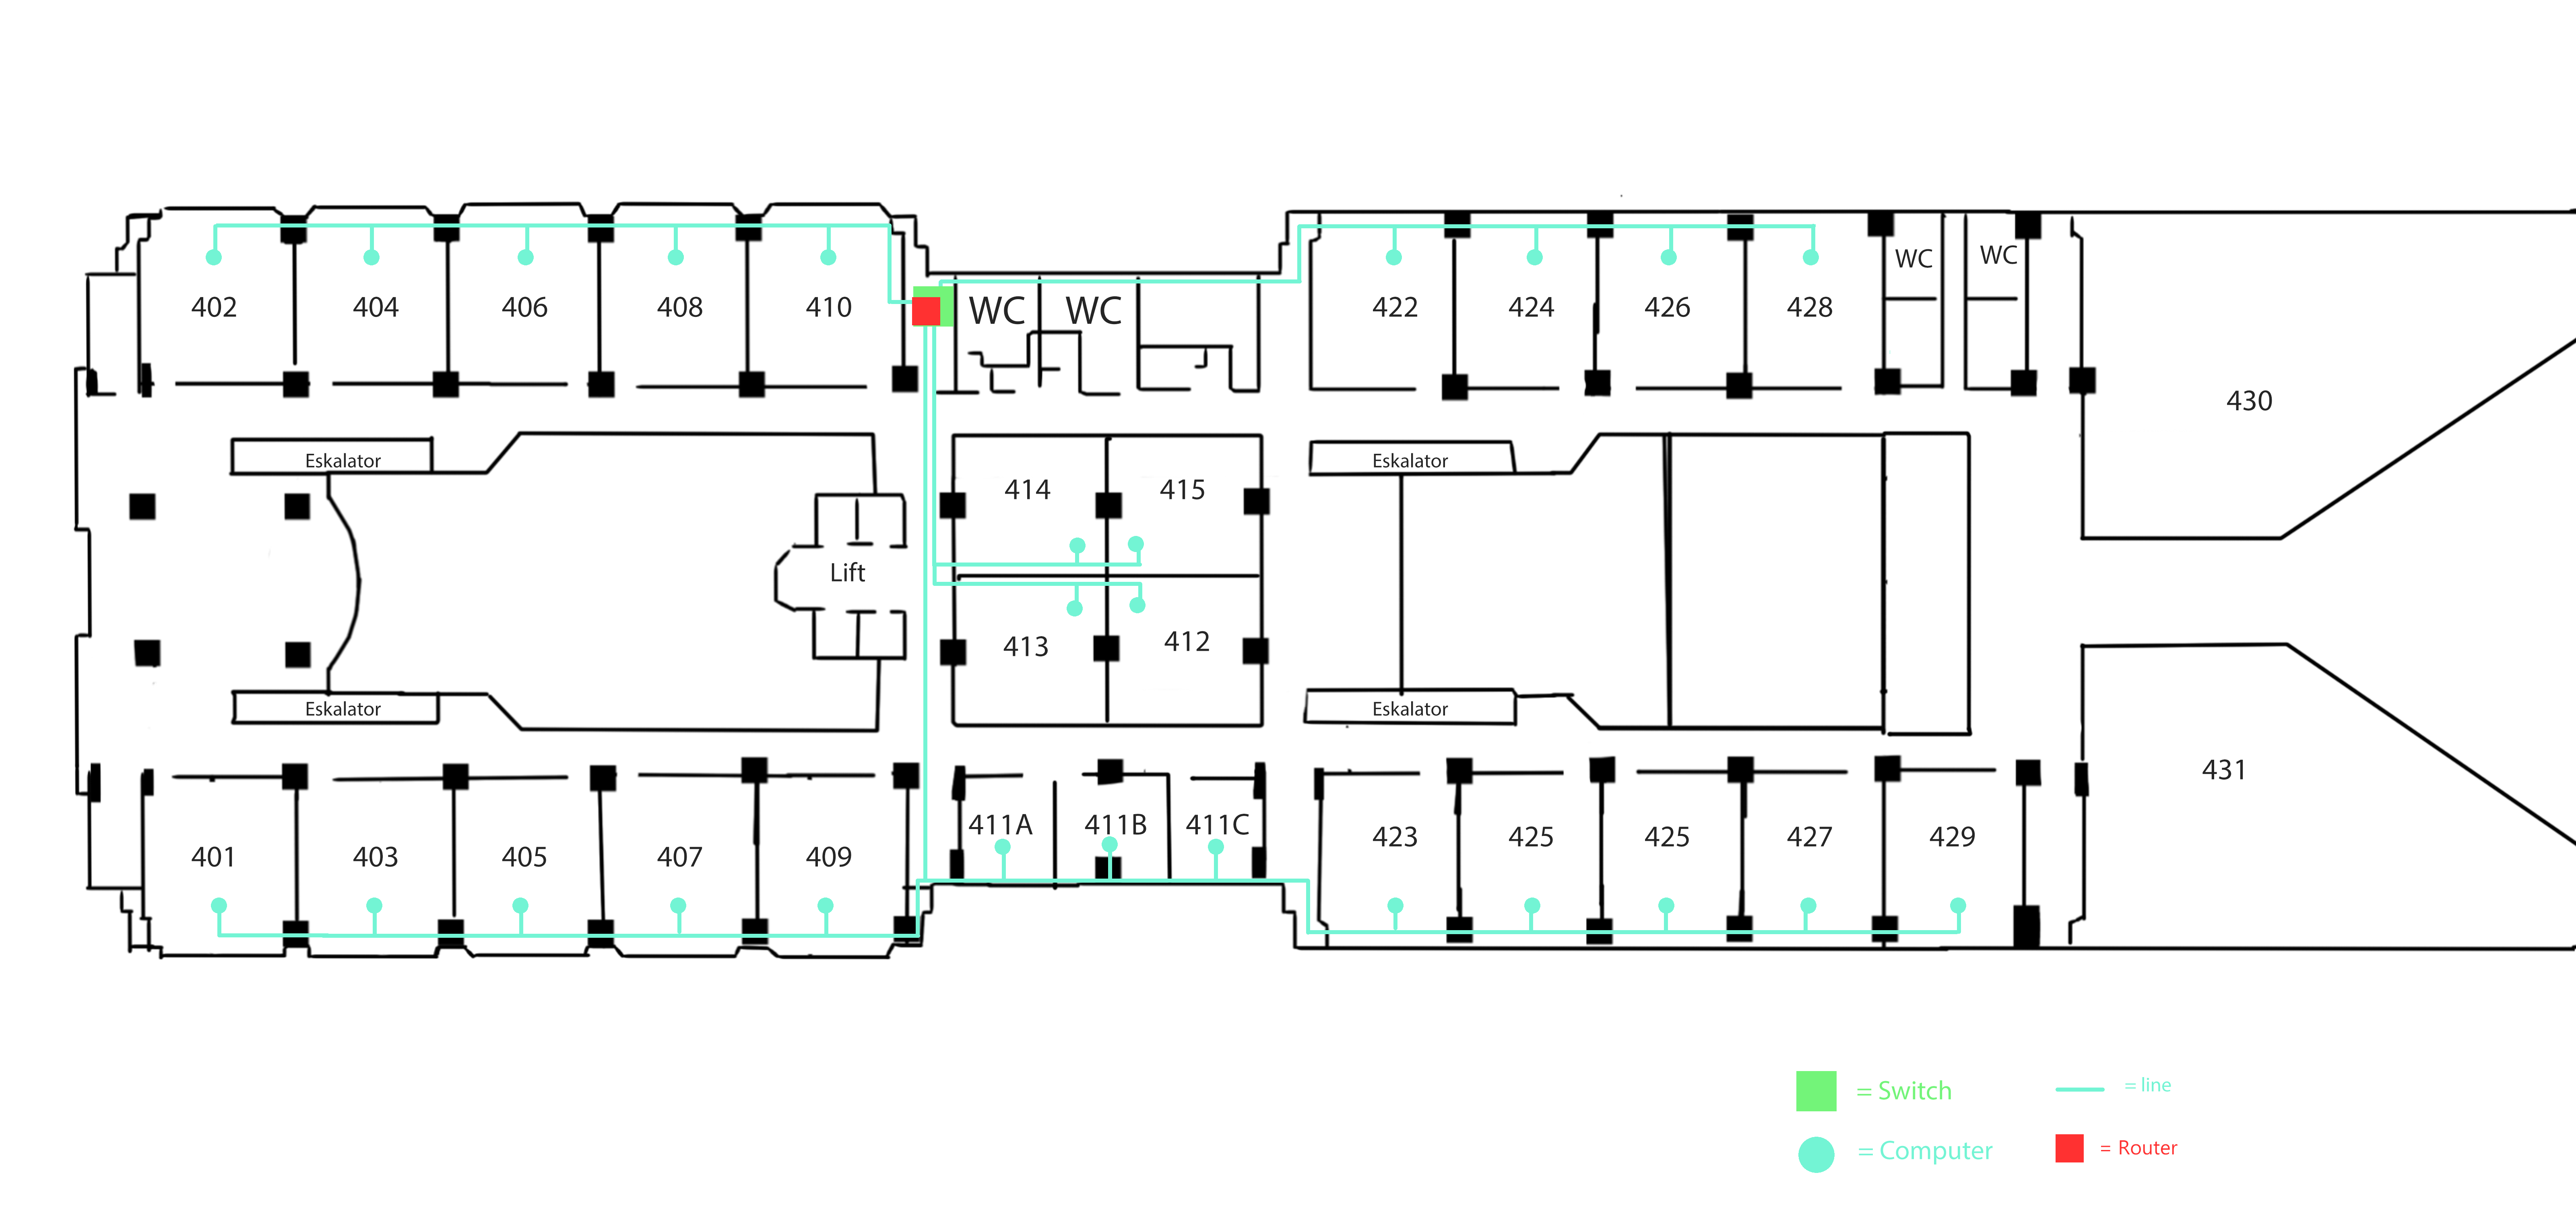 402
404
406
408
410
WC
WC
422
424
426
428
WC
WC
430
Eskalator
414
415
Eskalator
Lift
413
412
Eskalator
Eskalator
431
401
403
405
407
409
411A
411B
411C
423
425
425
427
429
= Switch
= line
= Computer
= Router